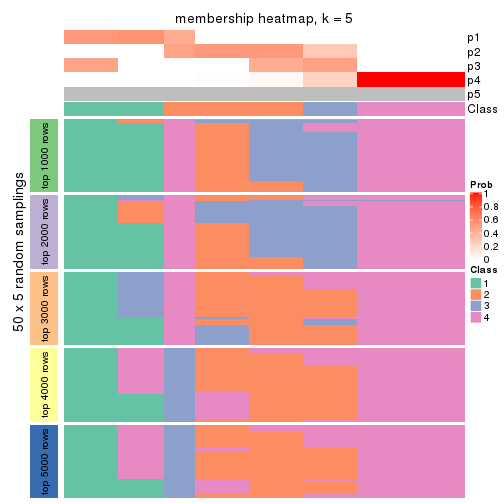 membership heatmap, k = 5
p1
p2
p3
p4
p5
Class
50 x 5 random samplings
top 1000 rows
top 2000 rows
top 3000 rows
top 4000 rows
top 5000 rows
Prob
1
0.8
0.6
0.4
0.2
0
Class
1
2
3
4